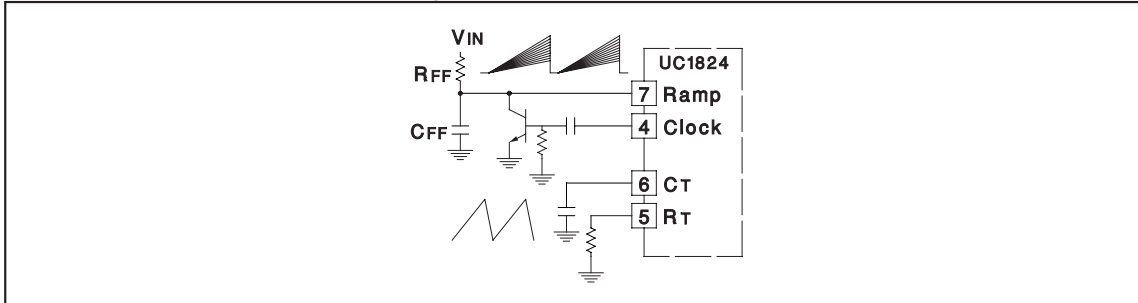 VIN
UC1824
RFF
7 Ramp
CFF
4 Clock
6 CT
5 RT